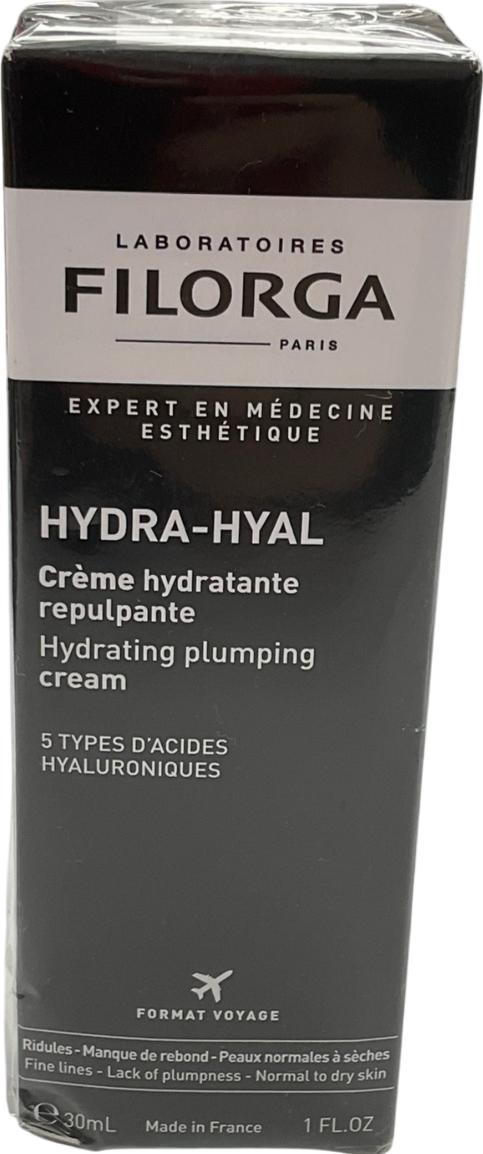 LABORATOIRES
FILORGA
PARIS
EXPERT EN MÉDECINE
ESTHÉTIQUE
HYDRA-HYAL
Crème hydratante
repulpante
Hydrating plumping
cream
5 TYPES D'ACIDES
HYALURONIQUES
FORMAT VOYAGE
Ridules - Manque de rebond - Peaux normales à sèches
Fine lines - Lack of plumpness - Normal to dry skin
℮ 30mL Made in France 1 FL.OZ